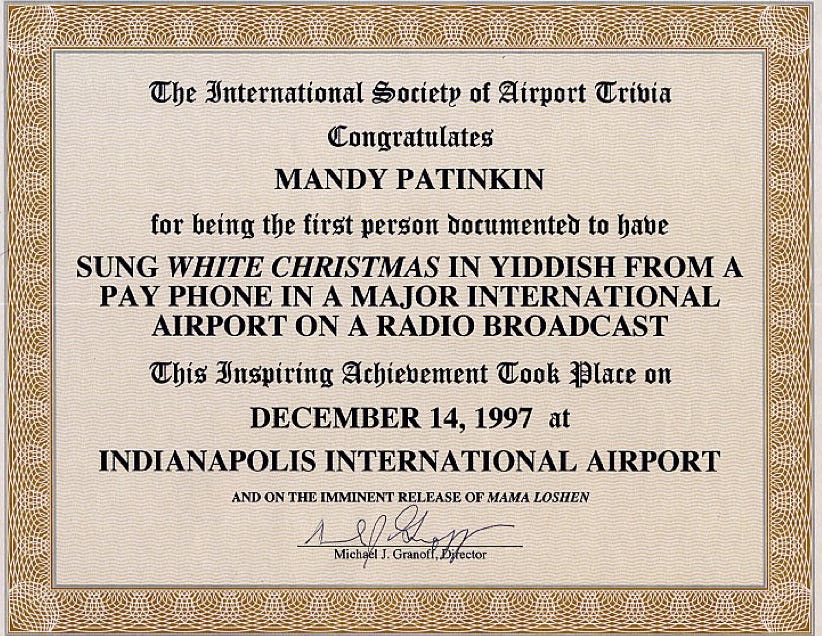 The International Society of Airport Trivia
Congratulates
MANDY PATINKIN
for being the first person documented to have
SUNG WHITE CHRISTMAS IN YIDDISH FROM A
PAY PHONE IN A MAJOR INTERNATIONAL
AIRPORT ON A RADIO BROADCAST
This Inspiring Achievement Took Place on
DECEMBER 14, 1997 at
INDIANAPOLIS INTERNATIONAL AIRPORT
AND ON THE IMMINENT RELEASE OF MAMA LOSHEN
Michael J. Granoff, Director